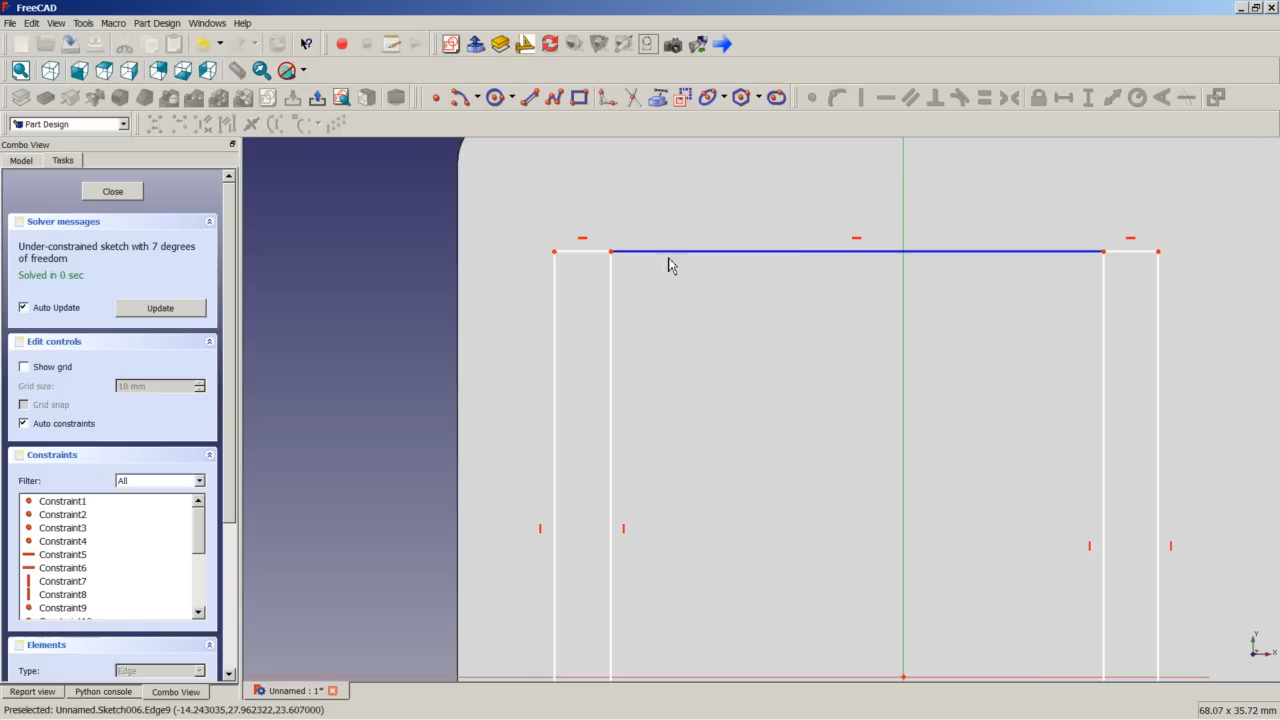 FreeCAD
File Edit View Tools Macro Part Design Windows Help
Part Design
Combo View
Model Tasks
Close
Solver messages
Under-constrained sketch with 7 degrees
of freedom
Solved in 0 sec
Auto Update Update
Edit controls
Show grid
Grid size: 10 mm
Grid snap
Auto constraints
Constraints
Filter: All
Constraint1
Constraint2
Constraint3
Constraint4
Constraint5
Constraint6
Constraint7
Constraint8
Constraint9
Elements
Type: Edge
Y
X
Report view Python console Combo View Unnamed : 1*
Preselected: Unnamed.Sketch006.Edge9 (-14.243035,27.962322,23.607000) 68.07 x 35.72 mm